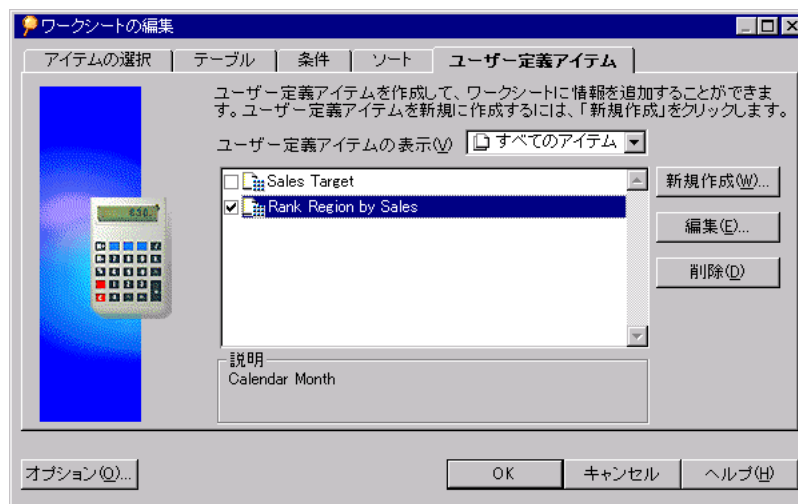 ワークシートの編集
アイテムの選択 テーブル 条件 ソート ユーザー定義アイテム
ユーザー定義アイテムを作成して、ワークシートに情報を追加することができま
す。ユーザー定義アイテムを新規に作成するには、「新規作成」をクリックします。
ユーザー定義アイテムの表示(V) すべてのアイテム
Sales Target
Rank Region by Sales
新規作成(W)...
編集(E)...
削除(D)
630.
説明
Calendar Month
オプション(O)... OK キャンセル ヘルプ(H)